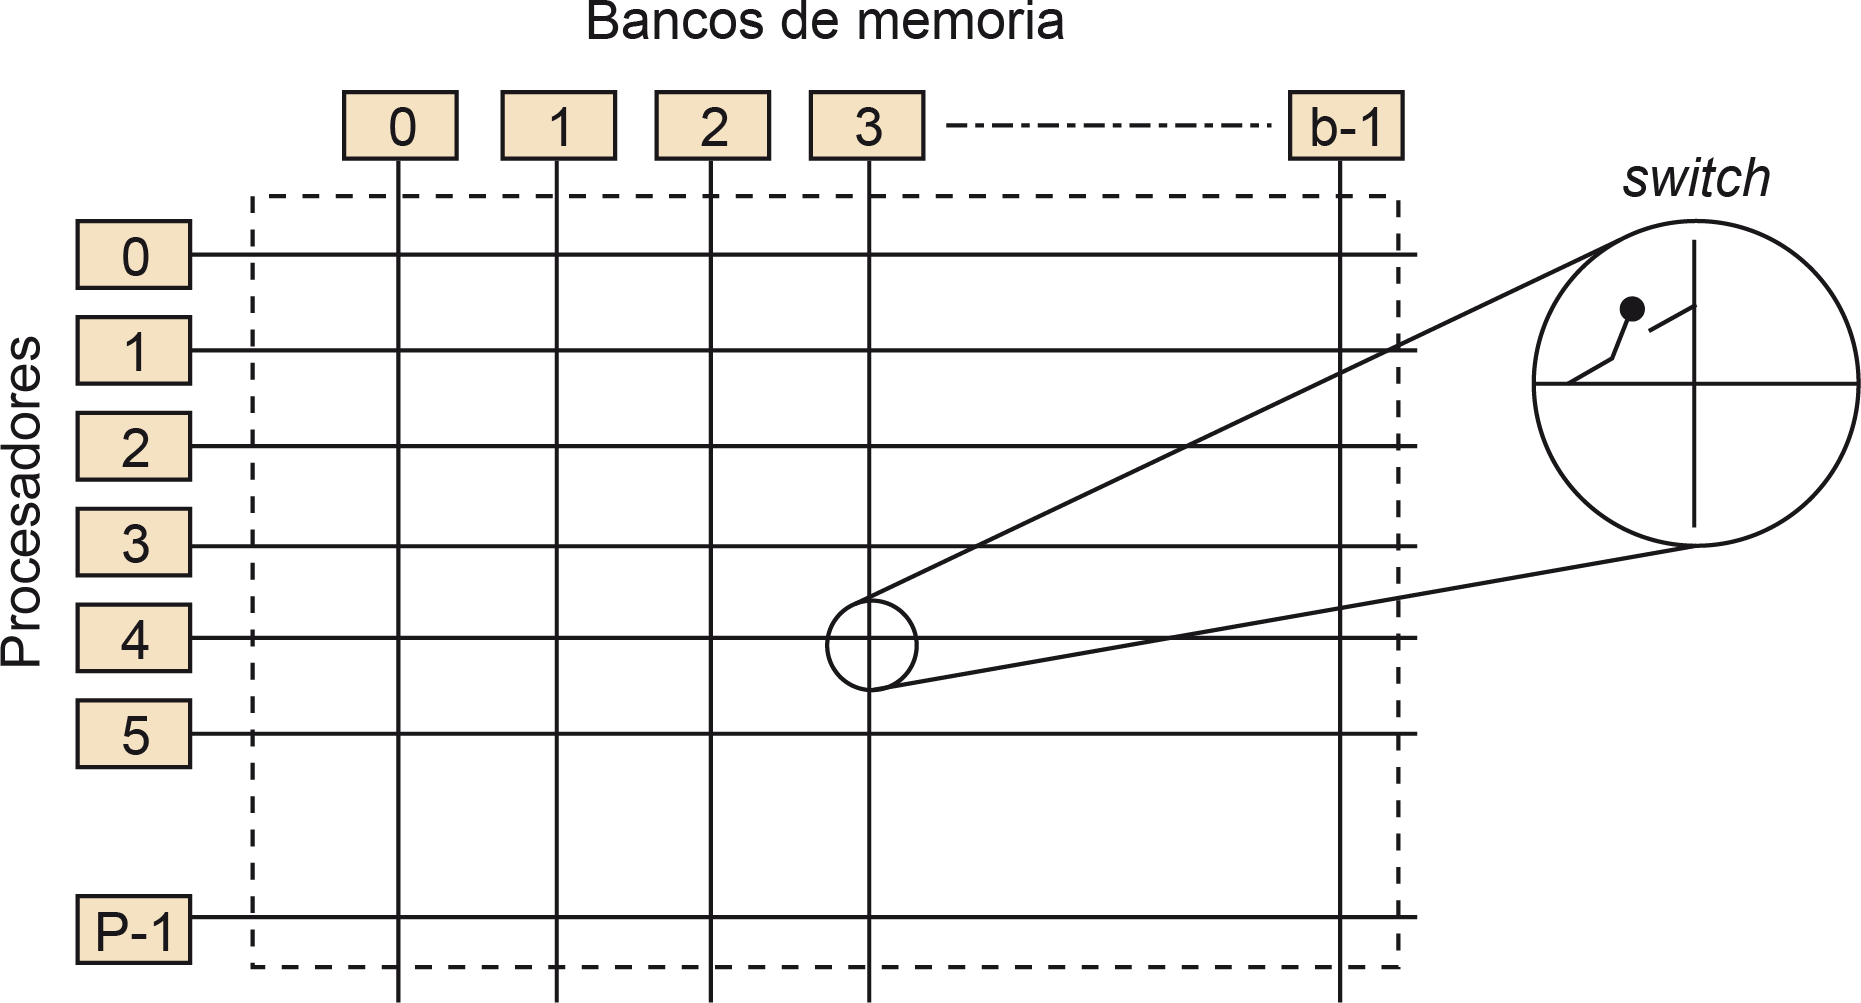 Bancos de memoria
0 1 2 3 b-1
switch
Procesadores
0
1
2
3
4
5
P-1